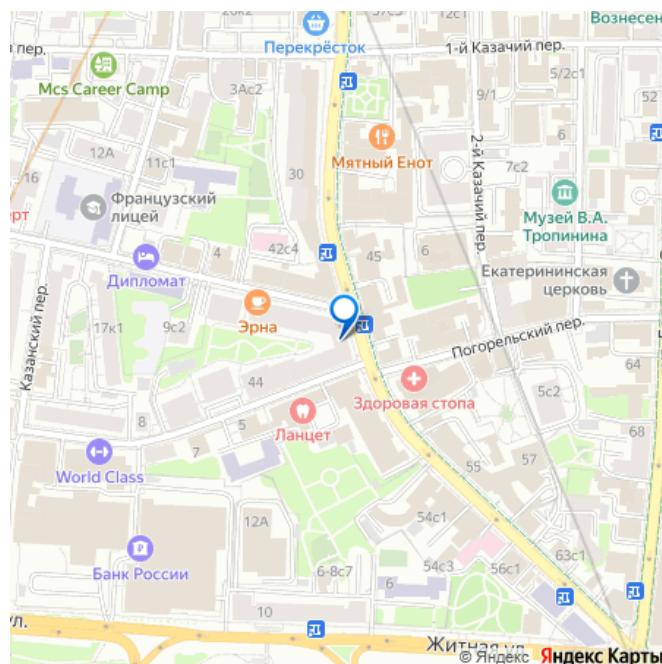 37с3
Вознесен
Перекрёсток
1-й Казачий пер.
5/2с1
Mcs Career Camp
3Ас2
9/1
52
12А
11с1
Мятный Енот
2-й Казачий пер.
7с2
30
16
Французский
лицей
Музей В.А.
Тропинина
ерт
4
42с4
45
6
Дипломат
Екатерининская
церковь
Казанский пер.
17к1
9с2
Эрна
Погорельский пер.
44
64
8
5
Ланцет
Здоровая стопа
5с2
7
55
57
68
World Class
12А
54с1
Банк России
63с1
6-8с7
6
54с3
56с1
ул.
10
Житная ул.
© Яндекс Яндекс Карты